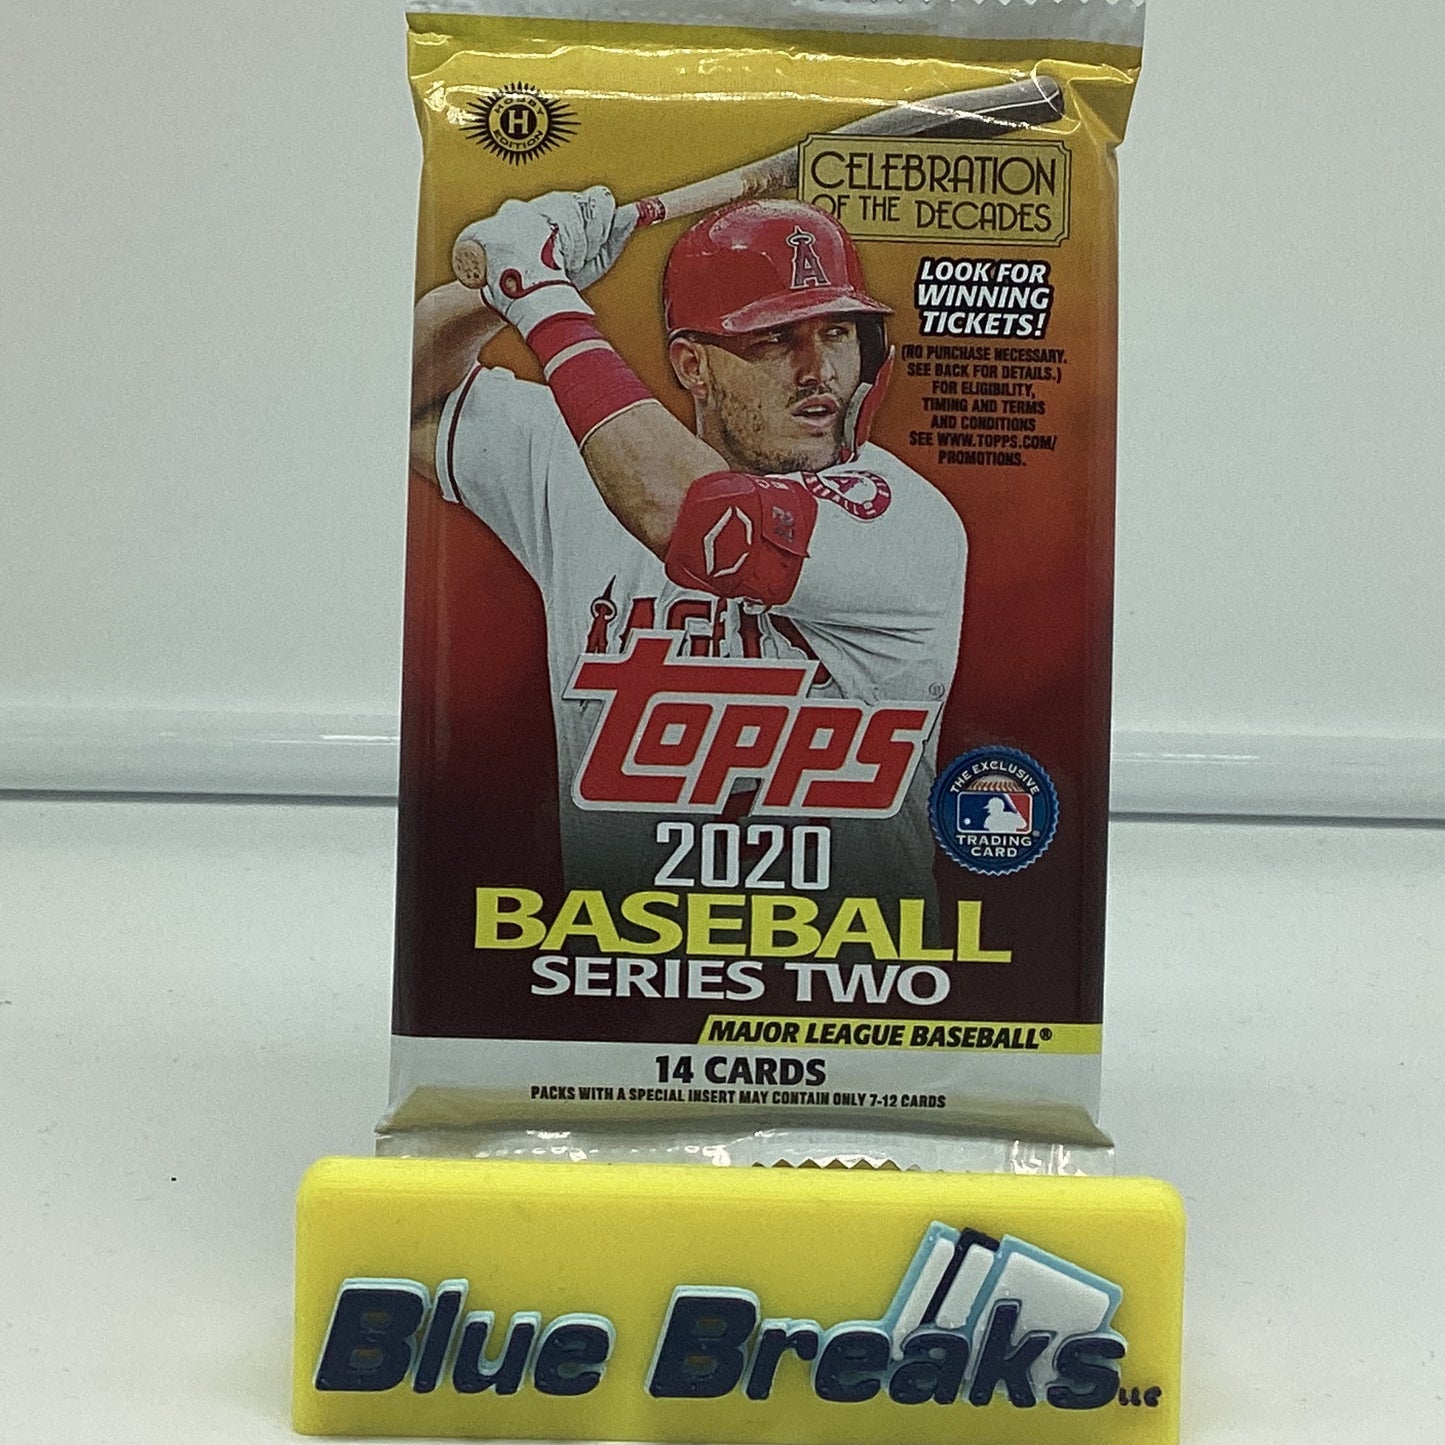 HOBBY
H
EDITION
CELEBRATION
OF THE DECADES
LOOK FOR
WINNING
TICKETS!
(NO PURCHASE NECESSARY.
SEE BACK FOR DETAILS.)
FOR ELIGIBILITY,
TIMING AND TERMS
AND CONDITIONS
SEE WWW.TOPPS.COM/
PROMOTIONS.
A
A
27
topps®
THE EXCLUSIVE
TRADING
CARD
2020
BASEBALL
SERIES TWO
MAJOR LEAGUE BASEBALL®
14 CARDS
PACKS WITH A SPECIAL INSERT MAY CONTAIN ONLY 7-12 CARDS
Blue Breaks LLC